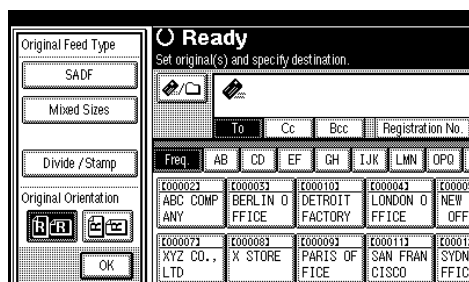 Original Feed Type
SADF
Mixed Sizes
Divide / Stamp
Original Orientation
R R
R R
OK
Ready
Set original(s) and specify destination.
To Cc Bcc Registration No.
Freq. AB CD EF GH IJK LMN OPQ
[00002] [00003] [00010] [00004] [0000
ABC COMP BERLIN O DETROIT LONDON O NEW
ANY FFICE FACTORY FFICE OFF
[00007] [00008] [00009] [00011] [0001
XYZ CO., X STORE PARIS OF SAN FRAN SYDN
LTD FICE CISCO FFIC